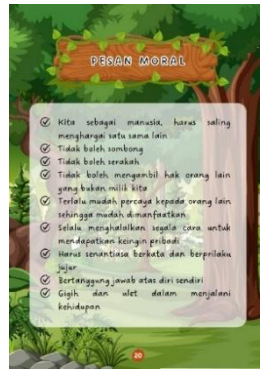 PESAN MORAL
Kita sebagai manusia, harus saling
menghargai satu sama lain
Tidak boleh sombong
Tidak boleh serakah
Tidak boleh mengambil hak orang lain
yang bukan milik kita
Terlalu mudah percaya kepada orang lain
sehingga mudah dimanfaatkan
Selalu menghalalkan segala cara untuk
mendapatkan keingin pribadi
Harus senantiasa berkata dan berprilaku
jujur
Bertanggung jawab atas diri sendiri
Gigih dan ulet dalam menjalani
kehidupan
20